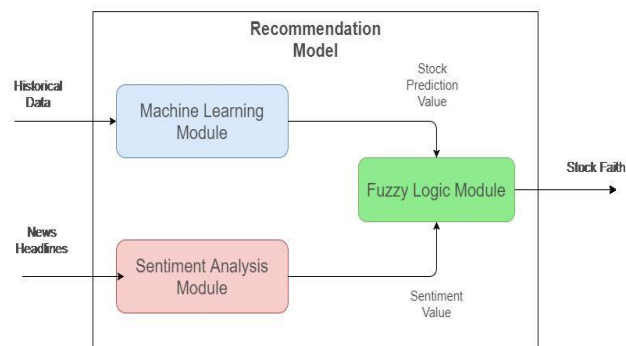 Recommendation
Model
Historical
Data
Machine Learning
Module
Stock
Prediction
Value
Fuzzy Logic Module
Stock Faith
News
Headlines
Sentiment Analysis
Module
Sentiment
Value